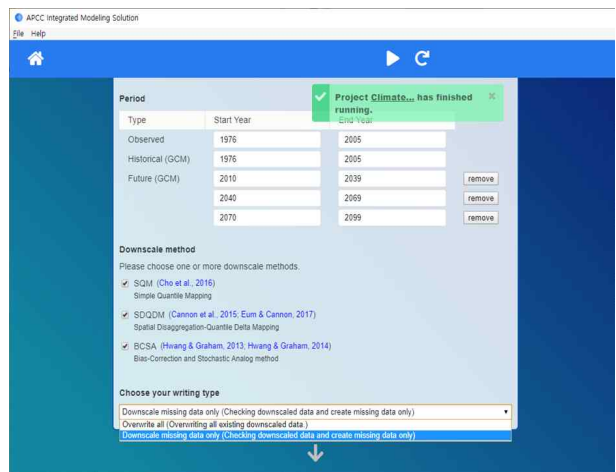 APCC Integrated Modeling Solution
File Help
Project Climate... has finished running.
Period
Type Start Year End Year
Observed 1976 2005
Historical (GCM) 1976 2005
Future (GCM) 2010 2039 remove
2040 2069 remove
2070 2099 remove
Downscale method
Please choose one or more downscale methods.
SQM (Cho et al., 2016)
Simple Quantile Mapping
SDQDM (Cannon et al., 2015; Eum & Cannon, 2017)
Spatial Disaggregation-Quantile Delta Mapping
BCSA (Hwang & Graham, 2013; Hwang & Graham, 2014)
Bias-Correction and Stochastic Analog method
Choose your writing type
Downscale missing data only (Checking downscaled data and create missing data only)
Overwrite all (Overwriting all existing downscaled data.)
Downscale missing data only (Checking downscaled data and create missing data only)